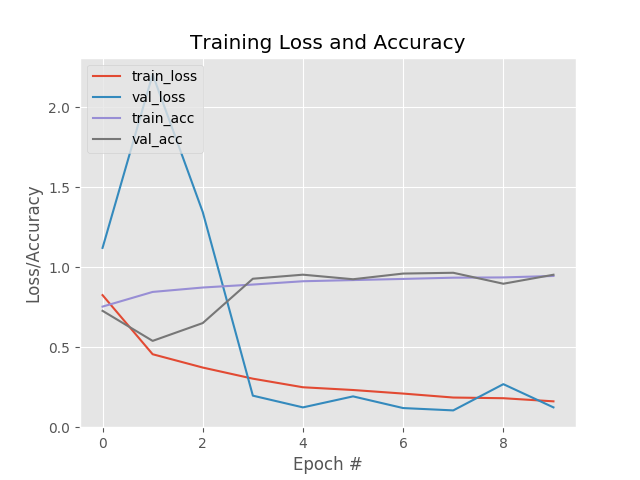 Training Loss and Accuracy
train_loss
val_loss
train_acc
val_acc
2.0
1.5
1.0
0.5
0.0
Loss/Accuracy
0 2 4 6 8
Epoch #